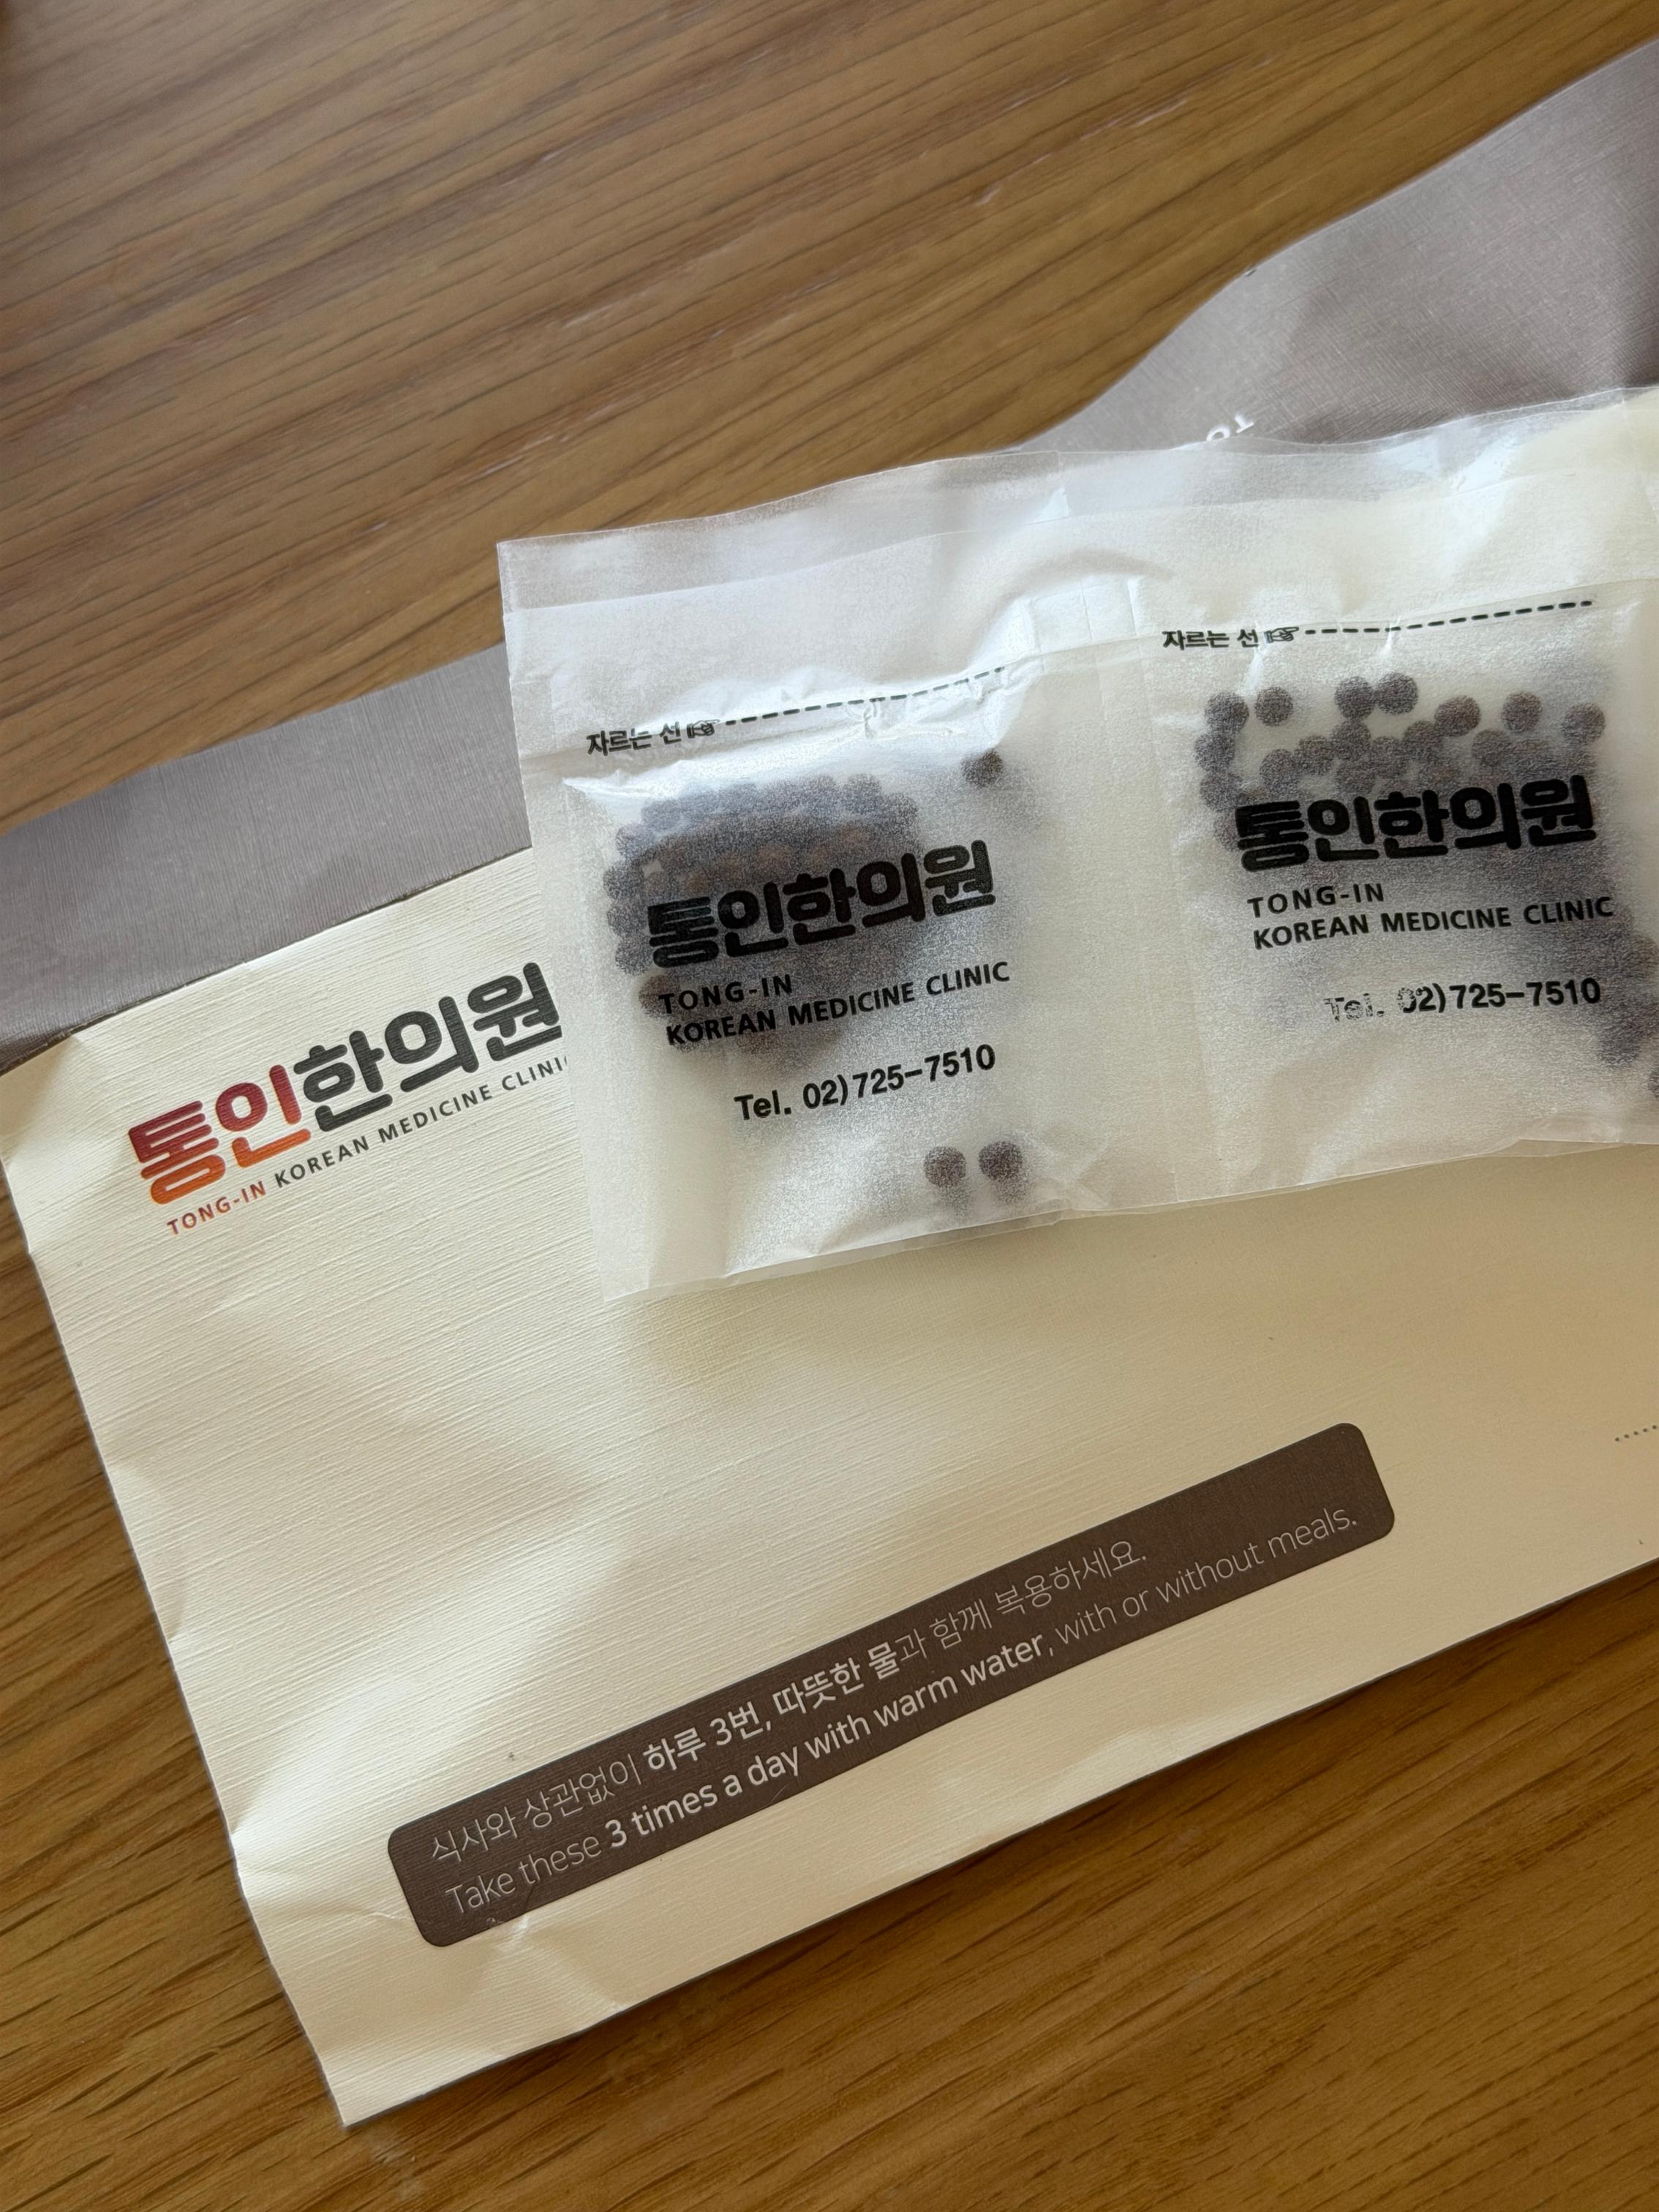 자르는 선
통인한의원
TONG-IN
KOREAN MEDICINE CLINIC
Tel. 02)725-7510
자르는 선
통인한의원
TONG-IN
KOREAN MEDICINE CLINIC
Tel. 02)725-7510
통인한의원
TONG-IN KOREAN MEDICINE
식사와 상관없이 하루 3번, 따뜻한 물과 함께 복용하세요.
Take these 3 times a day with warm water, with or without meals.